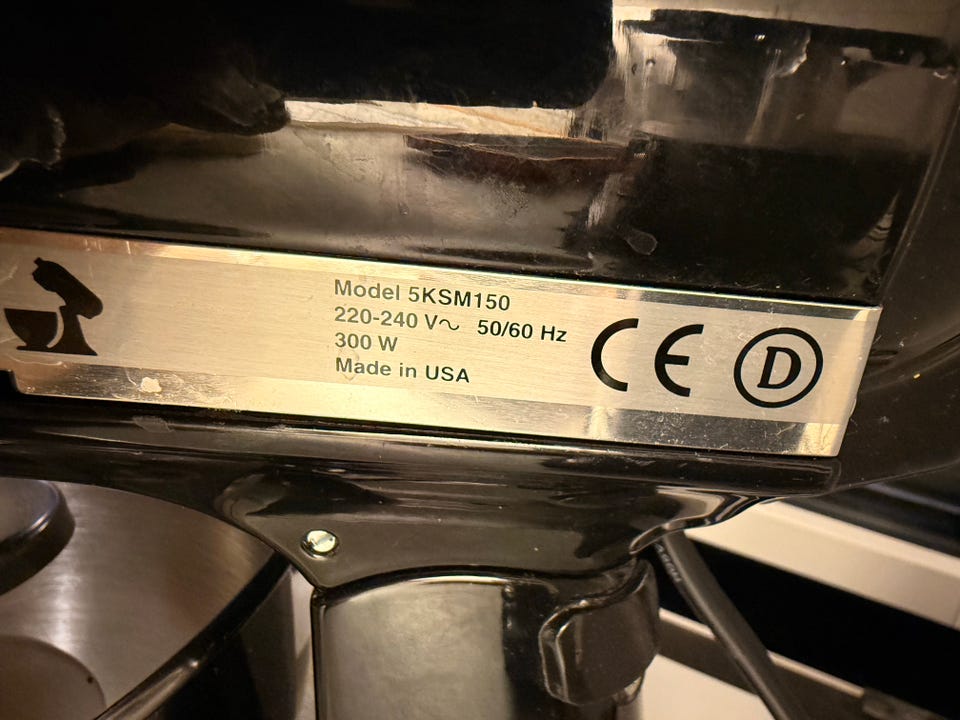 Model 5KSM150
220-240 V~ 50/60 Hz
300 W
Made in USA
CE
D